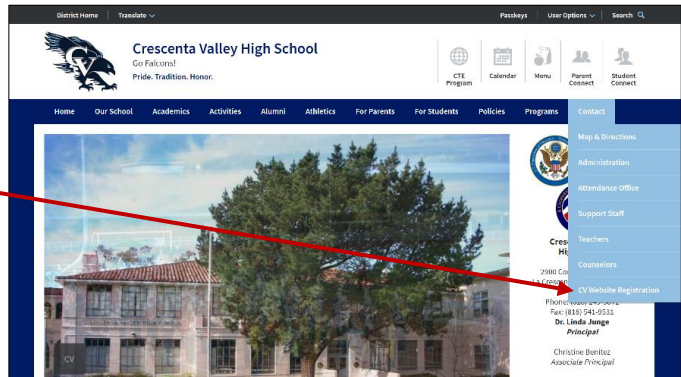 District Home Translate
Passkeys User Options Search
Crescenta Valley High School
Go Falcons!
Pride. Tradition. Honor.
CTE Program Calendar Menu Parent Connect Student Connect
Home Our School Academics Activities Alumni Athletics For Parents For Students Policies Programs Contact
Map & Directions
Administration
Attendance Office
Support Staff
Teachers
Counselors
CV Website Registration
Cres
2900
La Crescen
Phone:
Fax: (818) 541-9531
Dr. Linda Junge
Principal
Christine Benitez
Associate Principal
CV